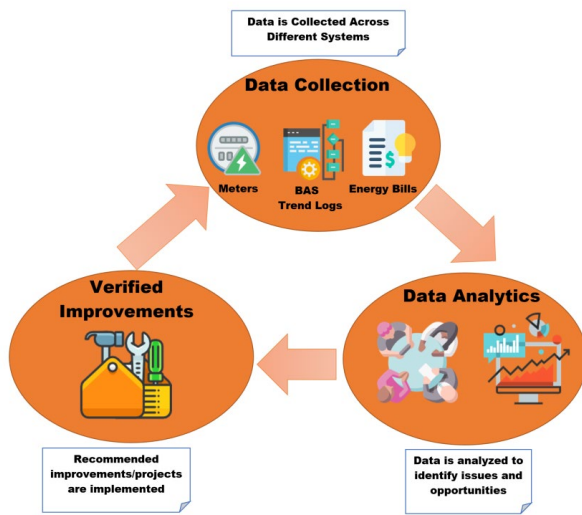 Data is Collected Across
Different Systems
Data Collection
Meters
BAS
Trend Logs
Energy Bills
Data Analytics
Data is analyzed to
identify issues and
opportunities
Verified
Improvements
Recommended
improvements/projects
are implemented